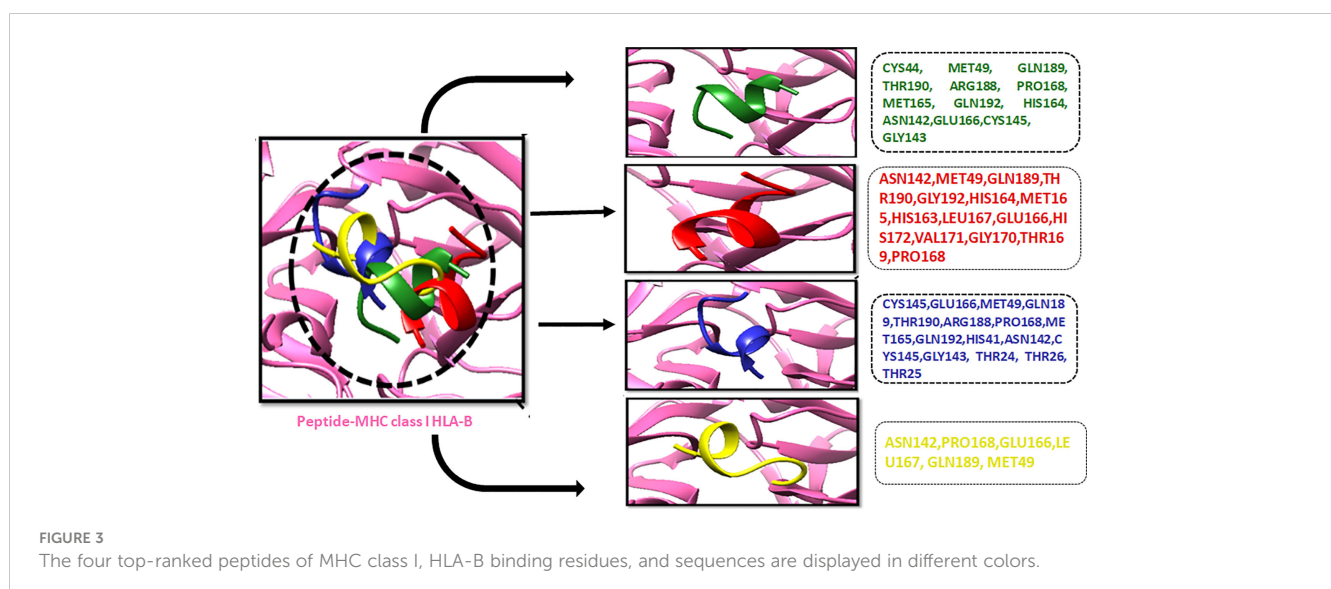 CYS44, MET49, GLN189,
THR190, ARG188, PRO168,
MET165, GLN192, HIS164,
ASN142,GLU166,CYS145,
GLY143
ASN142,MET49,GLN189,TH
R190,GLY192,HIS164,MET16
5,HIS163,LEU167,GLU166,HI
S172,VAL171,GLY170,THR16
9,PRO168
CYS145,GLU166,MET49,GLN18
9,THR190,ARG188,PRO168,ME
T165,GLN192,HIS41,ASN142,C
YS145,GLY143, THR24, THR26,
THR25
Peptide-MHC class I HLA-B
ASN142,PRO168,GLU166,LE
U167, GLN189, MET49
FIGURE 3
The four top-ranked peptides of MHC class I, HLA-B binding residues, and sequences are displayed in different colors.